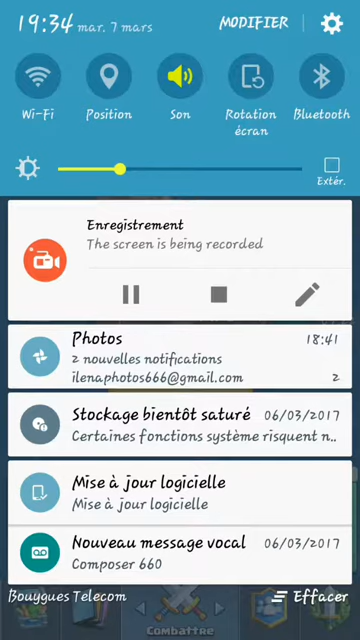 19:34 mar. 7 mars MODIFIER
Wi-Fi Position Son Rotation écran Bluetooth
Extér.
Enregistrement
The screen is being recorded
Photos 18:41
2 nouvelles notifications
ilenaphotos666@gmail.com 2
Stockage bientôt saturé 06/03/2017
Certaines fonctions système risquent n..
Mise à jour logicielle
Mise à jour logicielle
Nouveau message vocal 06/03/2017
Composer 660
Bouygues Telecom Effacer
Combattre